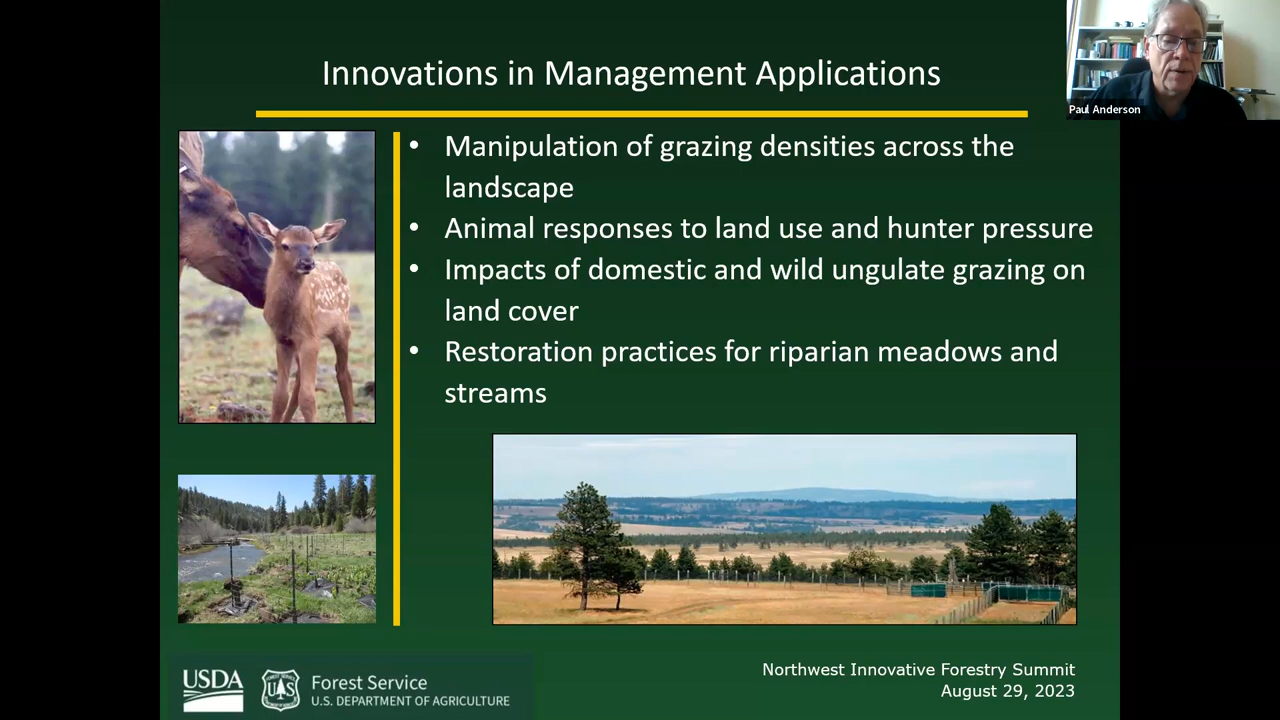 Innovations in Management Applications
Paul Anderson
• Manipulation of grazing densities across the
landscape
• Animal responses to land use and hunter pressure
• Impacts of domestic and wild ungulate grazing on
land cover
• Restoration practices for riparian meadows and
streams
USDA
Forest Service
U.S. DEPARTMENT OF AGRICULTURE
Northwest Innovative Forestry Summit
August 29, 2023